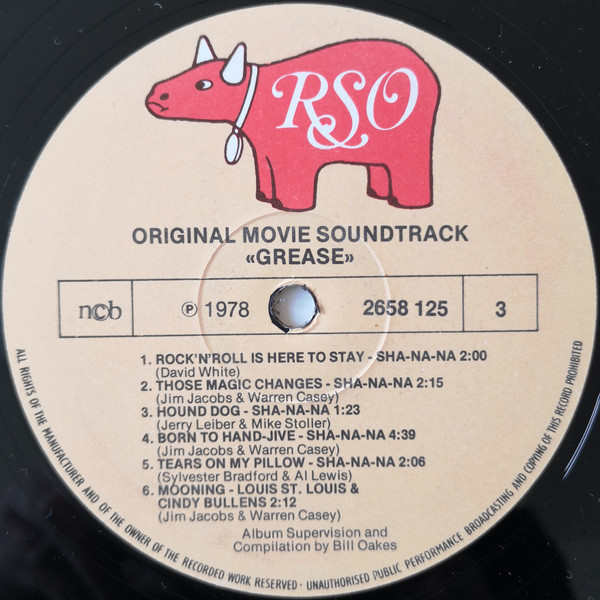 RSO
ORIGINAL MOVIE SOUNDTRACK
«GREASE»
ncb
℗ 1978
2658 125
3
1. ROCK'N'ROLL IS HERE TO STAY - SHA-NA-NA 2:00
(David White)
2. THOSE MAGIC CHANGES - SHA-NA-NA 2:15
(Jim Jacobs & Warren Casey)
3. HOUND DOG - SHA-NA-NA 1:23
(Jerry Leiber & Mike Stoller)
4. BORN TO HAND-JIVE - SHA-NA-NA 4:39
(Jim Jacobs & Warren Casey)
5. TEARS ON MY PILLOW - SHA-NA-NA 2:06
(Sylvester Bradford & Al Lewis)
6. MOONING - LOUIS ST. LOUIS &
CINDY BULLENS 2:12
(Jim Jacobs & Warren Casey)
Album Supervision and
Compilation by Bill Oakes
ALL RIGHTS OF THE MANUFACTURER AND OF THE OWNER OF THE RECORDED WORK RESERVED · UNAUTHORISED PUBLIC PERFORMANCE BROADCASTING AND COPYING OF THIS RECORD PROHIBITED